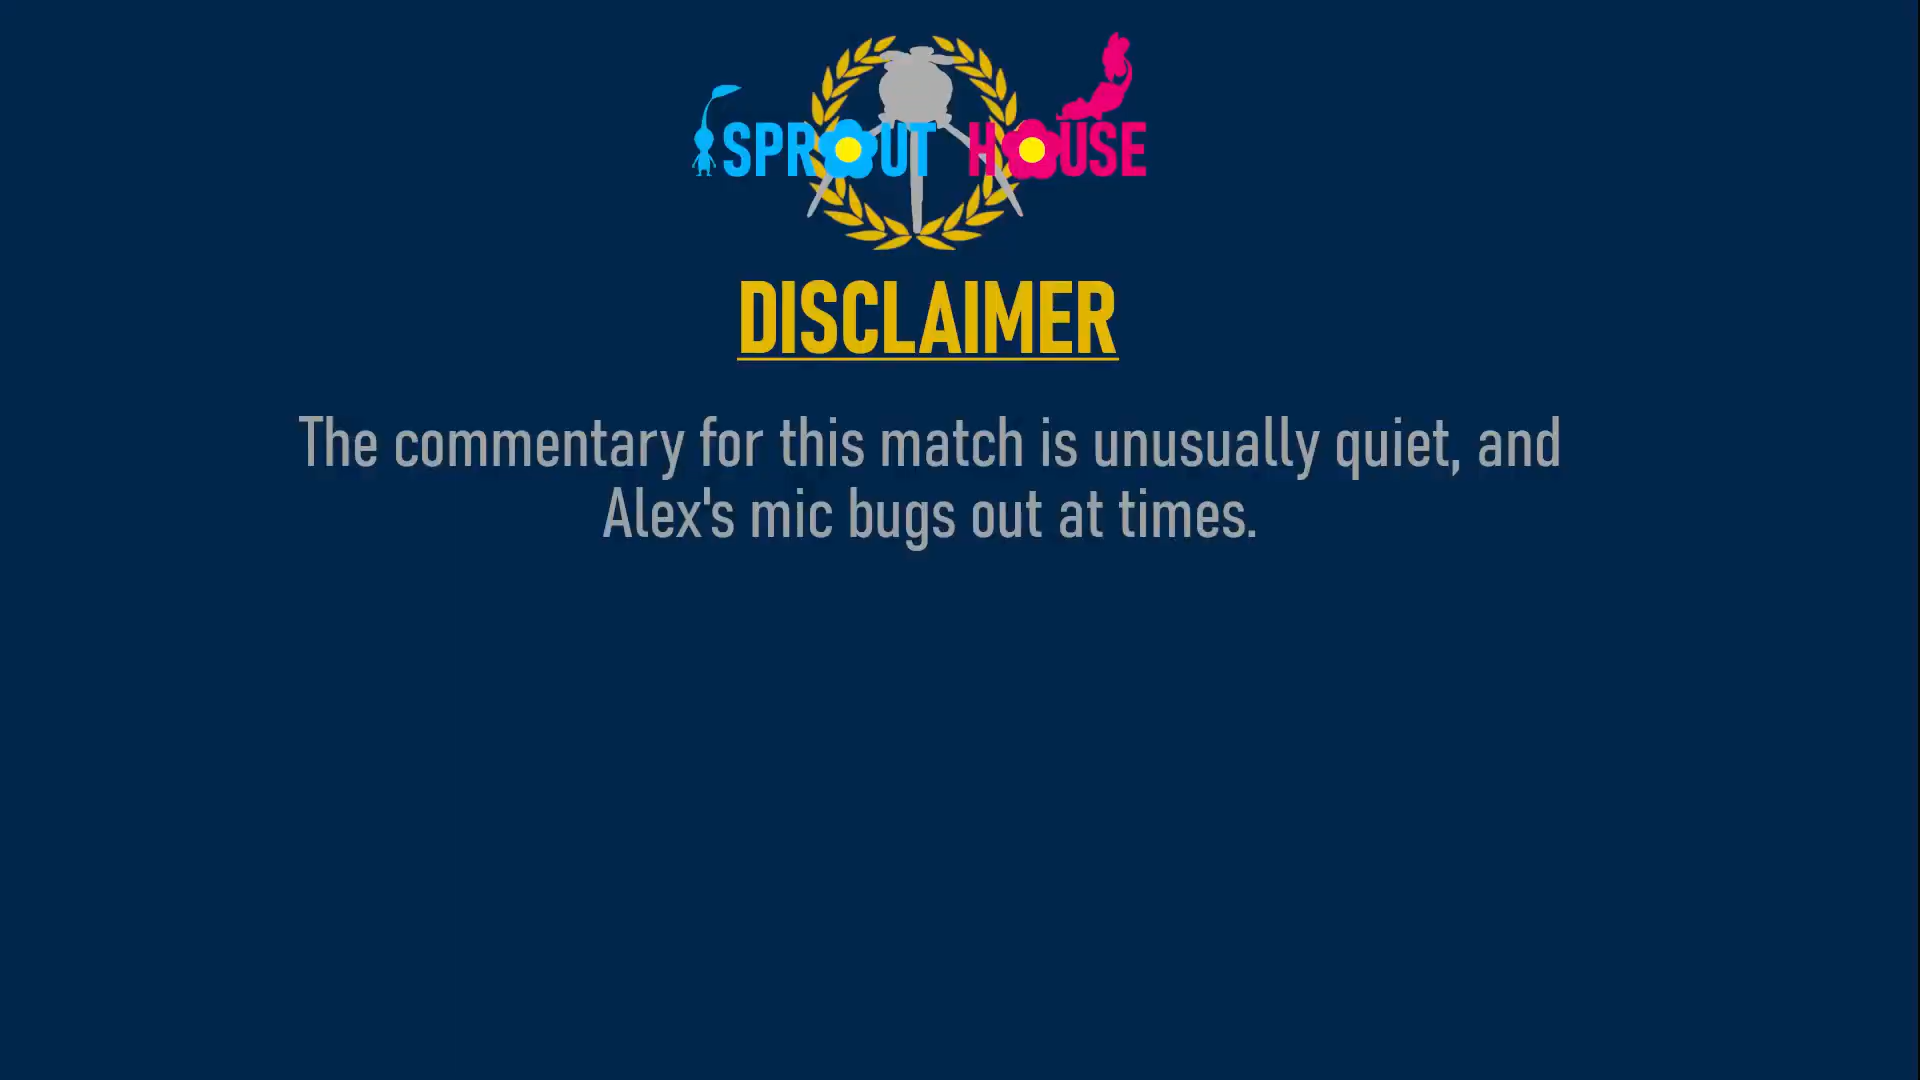 SPROUT HOUSE
DISCLAIMER
The commentary for this match is unusually quiet, and
Alex's mic bugs out at times.